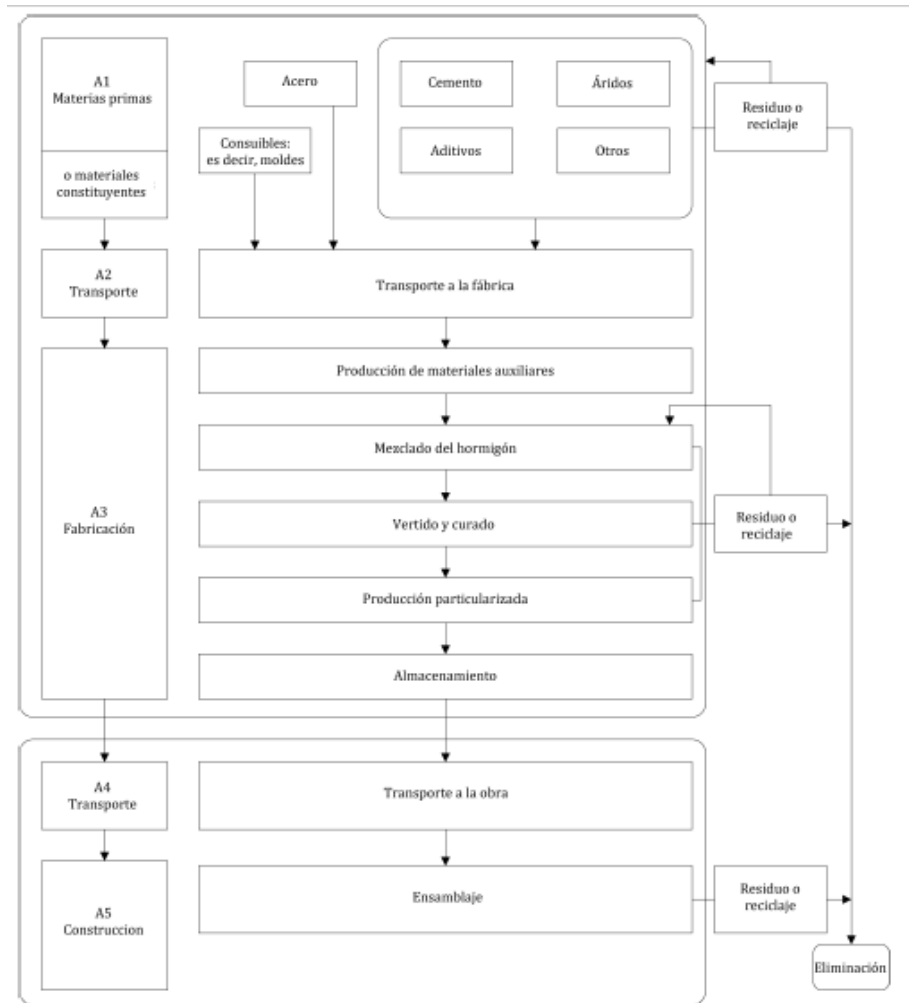 A1
Materias primas
o materiales
constituyentes
Acero
Consuibles:
es decir, moldes
Cemento
Áridos
Aditivos
Otros
Residuo o
reciclaje
A2
Transporte
Transporte a la fábrica
Producción de materiales auxiliares
Mezclado del hormigón
A3
Fabricación
Vertido y curado
Residuo o
reciclaje
Producción particularizada
Almacenamiento
A4
Transporte
Transporte a la obra
A5
Construccion
Ensamblaje
Residuo o
reciclaje
Eliminación